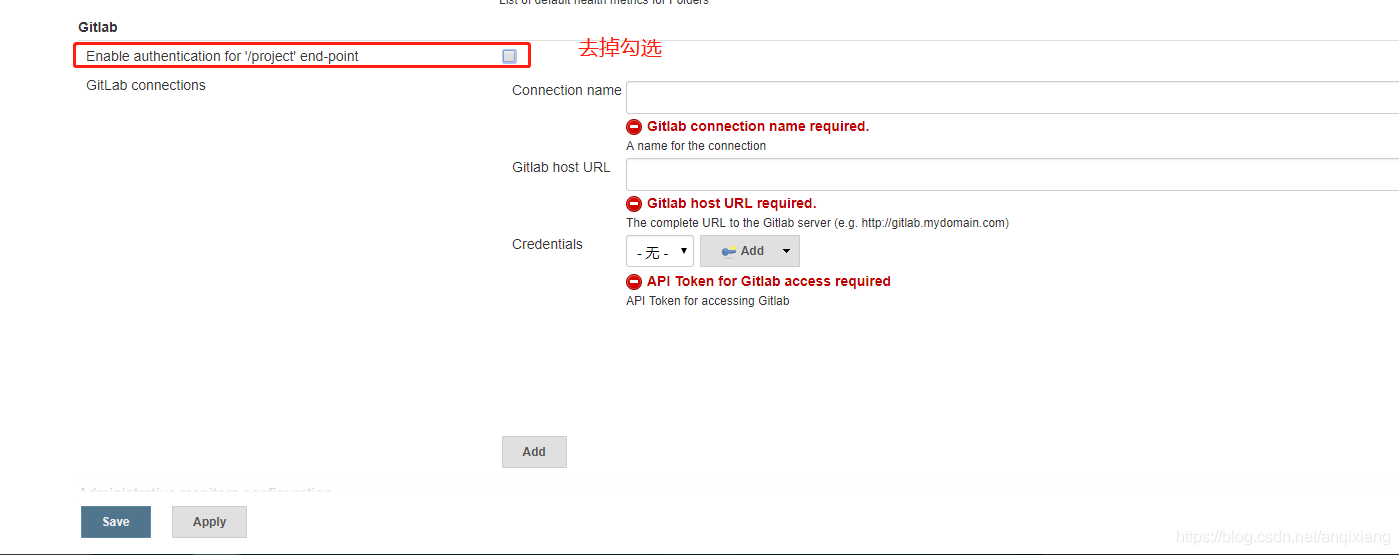 List of default health metrics for Folders
Gitlab
Enable authentication for '/project' end-point
去掉勾选
GitLab connections
Connection name
Gitlab connection name required.
A name for the connection
Gitlab host URL
Gitlab host URL required.
The complete URL to the Gitlab server (e.g. http://gitlab.mydomain.com)
Credentials
- 无 -
Add
API Token for Gitlab access required
API Token for accessing Gitlab
Add
Administrative monitors configuration
Save
Apply
https://blog.csdn.net/anqixiang